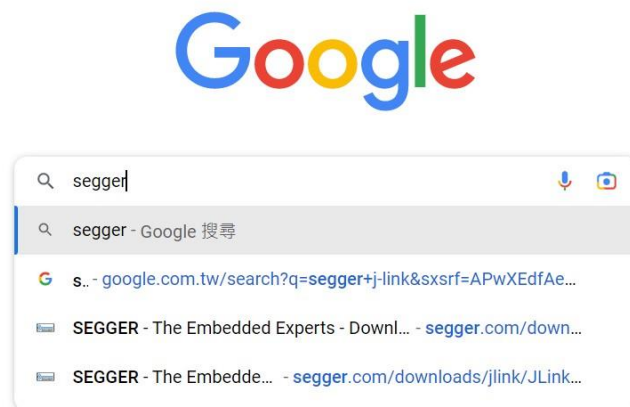 Google
segger
segger - Google 搜尋
s.. - google.com.tw/search?q=segger+j-link&sxsrf=APwXEdfAe...
SEGGER - The Embedded Experts - Downl... - segger.com/down...
SEGGER - The Embedde... - segger.com/downloads/jlink/JLink...